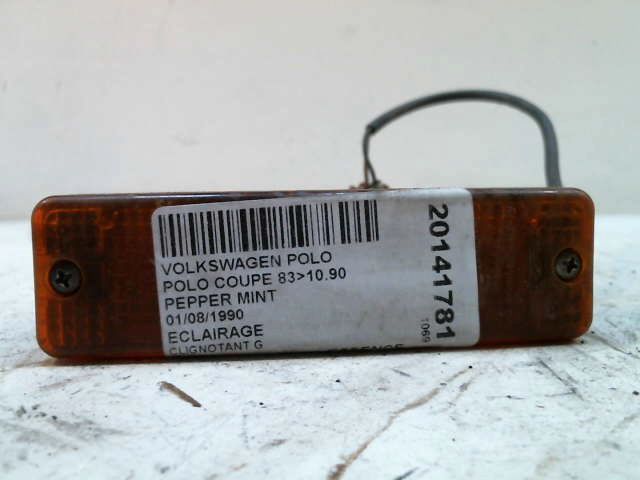 VOLKSWAGEN POLO
POLO COUPE 83>10.90
PEPPER MINT
01/08/1990
ECLAIRAGE
CLIGNOTANT G
20141781
1069